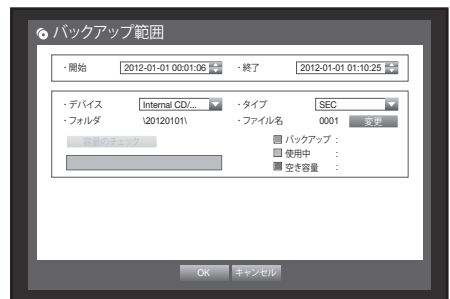 バックアップ範囲
・開始 2012-01-01 00:01:06 ・終了 2012-01-01 01:10:25
・デバイス Internal CD/... ・タイプ SEC
・フォルダ \20120101\ ・ファイル名 0001 変更
容量のチェック バックアップ :
使用中 :
空き容量 :
OK キャンセル